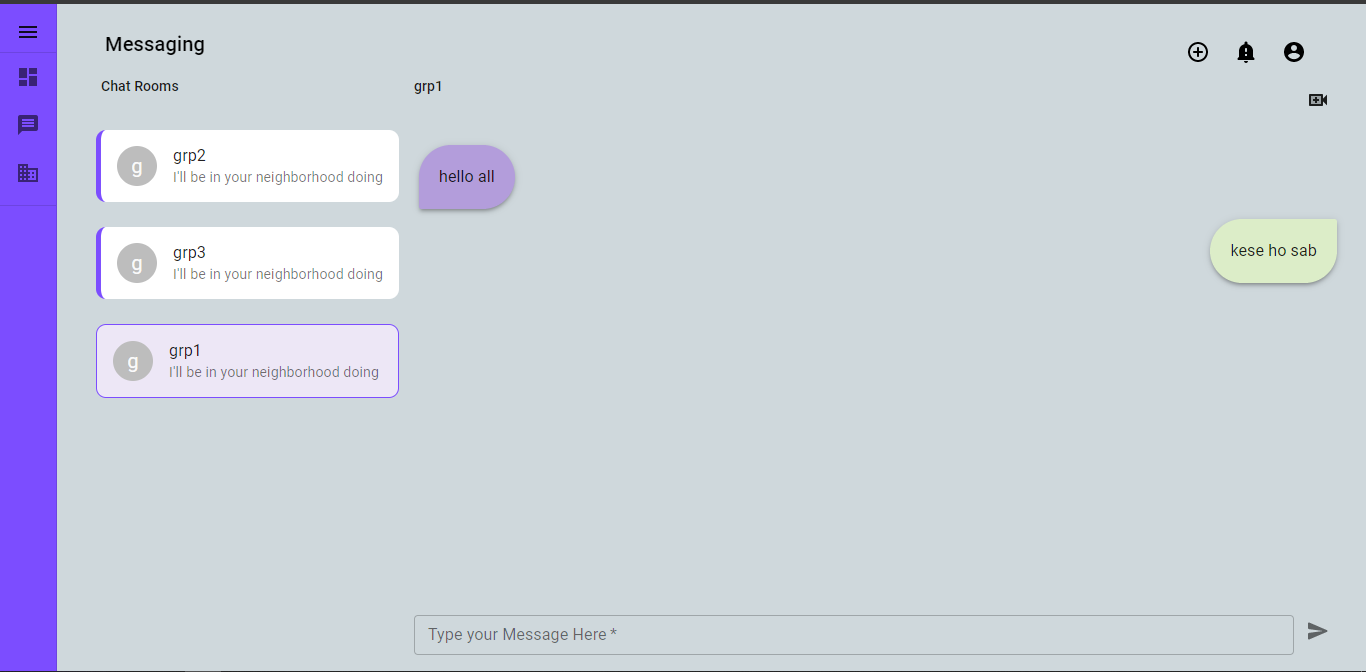 Messaging
Chat Rooms
grp1
g
grp2
I'll be in your neighborhood doing
g
grp3
I'll be in your neighborhood doing
g
grp1
I'll be in your neighborhood doing
hello all
kese ho sab
Type your Message Here *